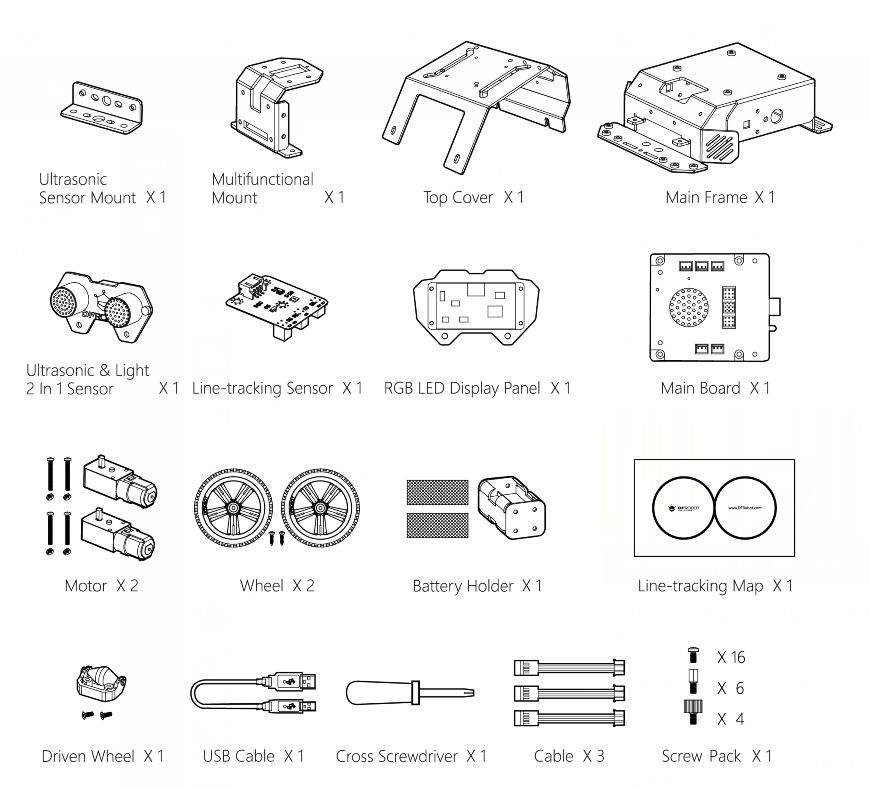 Ultrasonic
Sensor Mount X 1
Multifunctional
Mount X 1
Top Cover X 1
Main Frame X 1
Ultrasonic & Light
2 In 1 Sensor X 1
Line-tracking Sensor X 1
RGB LED Display Panel X 1
Main Board X 1
DFROBOT
www.DFRobot.com
Motor X 2
Wheel X 2
Battery Holder X 1
Line-tracking Map X 1
X 16
X 6
X 4
Driven Wheel X 1
USB Cable X 1
Cross Screwdriver X 1
Cable X 3
Screw Pack X 1